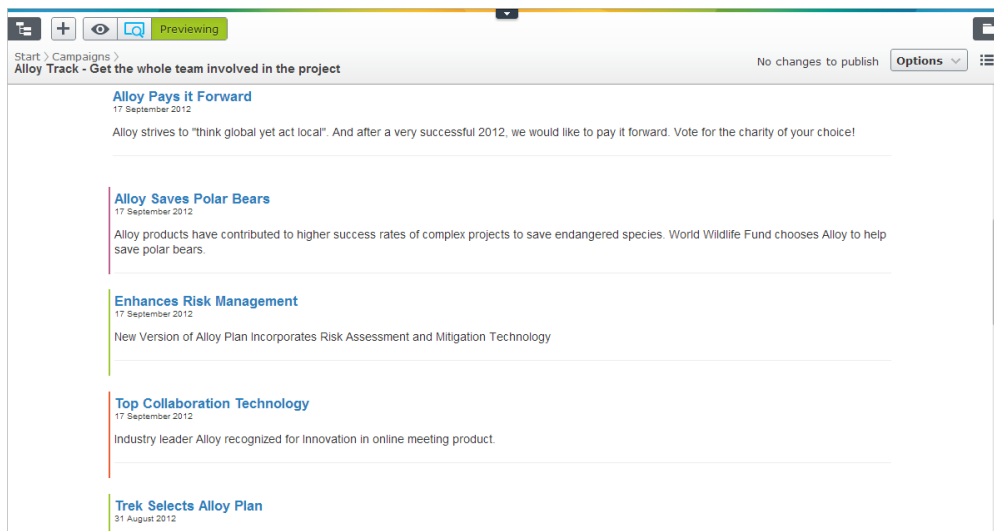 Previewing
Start > Campaigns >
Alloy Track - Get the whole team involved in the project
No changes to publish
Options
Alloy Pays it Forward
17 September 2012
Alloy strives to "think global yet act local". And after a very successful 2012, we would like to pay it forward. Vote for the charity of your choice!
Alloy Saves Polar Bears
17 September 2012
Alloy products have contributed to higher success rates of complex projects to save endangered species. World Wildlife Fund chooses Alloy to help
save polar bears.
Enhances Risk Management
17 September 2012
New Version of Alloy Plan Incorporates Risk Assessment and Mitigation Technology
Top Collaboration Technology
17 September 2012
Industry leader Alloy recognized for Innovation in online meeting product.
Trek Selects Alloy Plan
31 August 2012